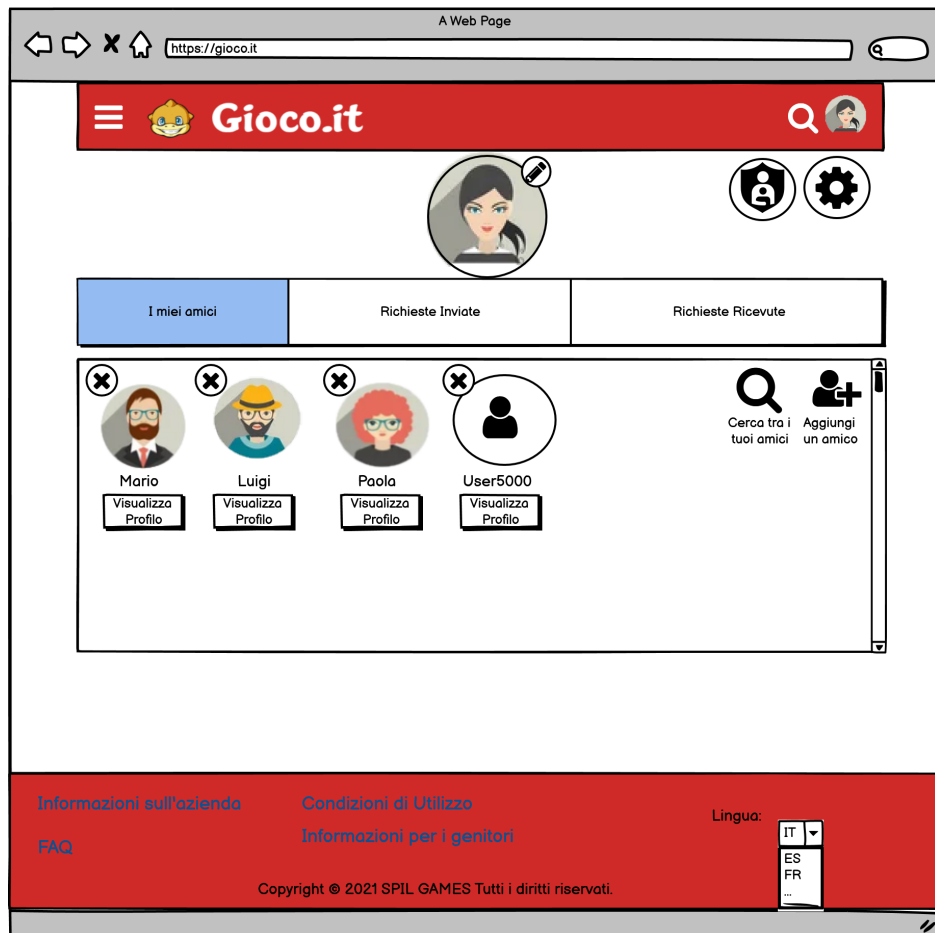 A Web Page
https://gioco.it
Gioco.it
I miei amici
Richieste Inviate
Richieste Ricevute
Cerca tra i
tuoi amici
Aggiungi
un amico
Mario
Luigi
Paola
User5000
Visualizza
Profilo
Visualizza
Profilo
Visualizza
Profilo
Visualizza
Profilo
Informazioni sull'azienda
Condizioni di Utilizzo
Lingua:
IT
Informazioni per i genitori
FAQ
ES
FR
...
Copyright © 2021 SPIL GAMES Tutti i diritti riservati.